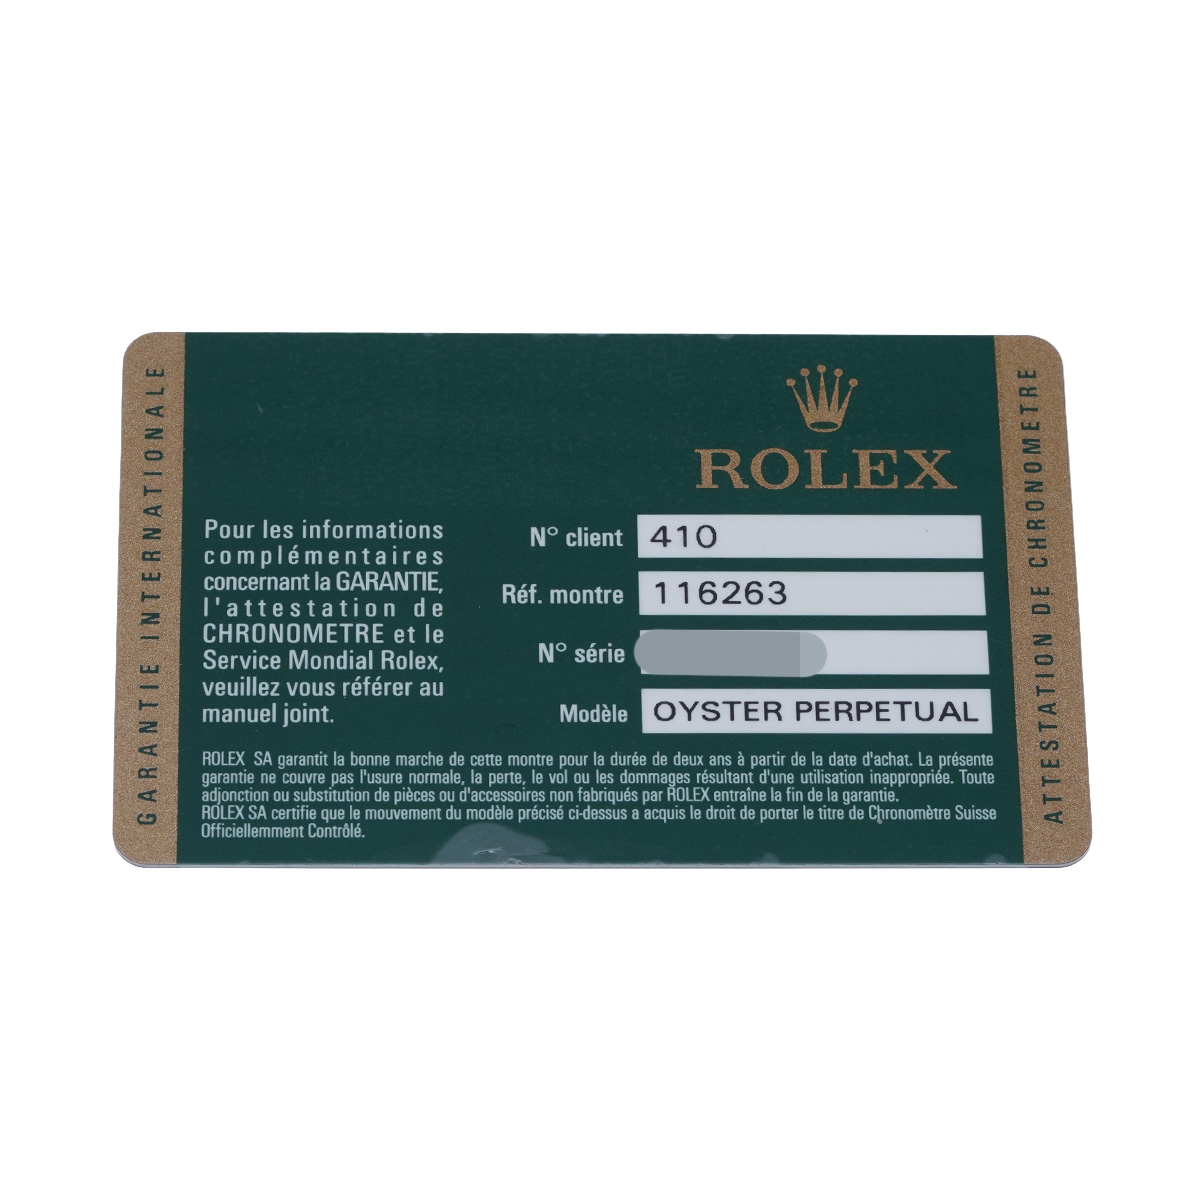 GARANTIE INTERNATIONALE
ROLEX
Pour les informations
complémentaires
concernant la GARANTIE,
l'attestation de
CHRONOMETRE et le
Service Mondial Rolex,
veuillez vous référer au
manuel joint.
N° client 410
Réf. montre 116263
N° série
Modèle OYSTER PERPETUAL
ROLEX SA garantit la bonne marche de cette montre pour la durée de deux ans à partir de la date d'achat. La présente
garantie ne couvre pas l'usure normale, la perte, le vol ou les dommages résultant d'une utilisation inappropriée. Toute
adjonction ou substitution de pièces ou d'accessoires non fabriqués par ROLEX entraîne la fin de la garantie.
ROLEX SA certifie que le mouvement du modèle précisé ci-dessus a acquis le droit de porter le titre de Chronomètre Suisse
Officiellemment Contrôlé.
ATTESTATION DE CHRONOMETRE